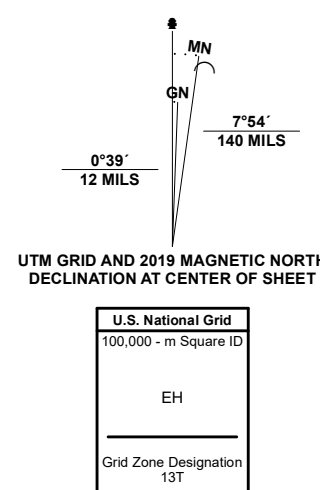 MN
GN
7°54´
140 MILS
0°39´
12 MILS
UTM GRID AND 2019 MAGNETIC NORTH
DECLINATION AT CENTER OF SHEET
U.S. National Grid
100,000 - m Square ID
EH
Grid Zone Designation
13T